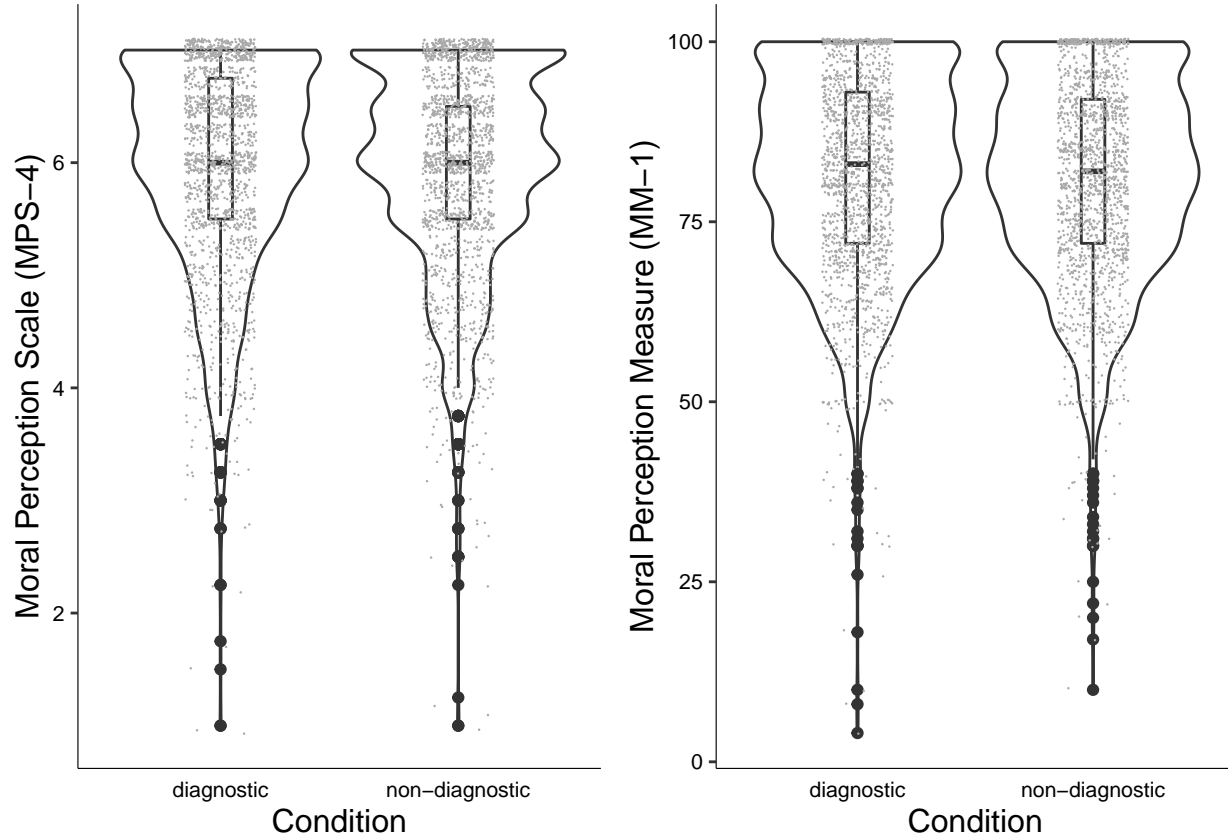 Moral Perception Scale (MPS−4)
6
4
2
diagnostic
non−diagnostic
Condition
Moral Perception Measure (MM−1)
100
75
50
25
0
diagnostic
non−diagnostic
Condition